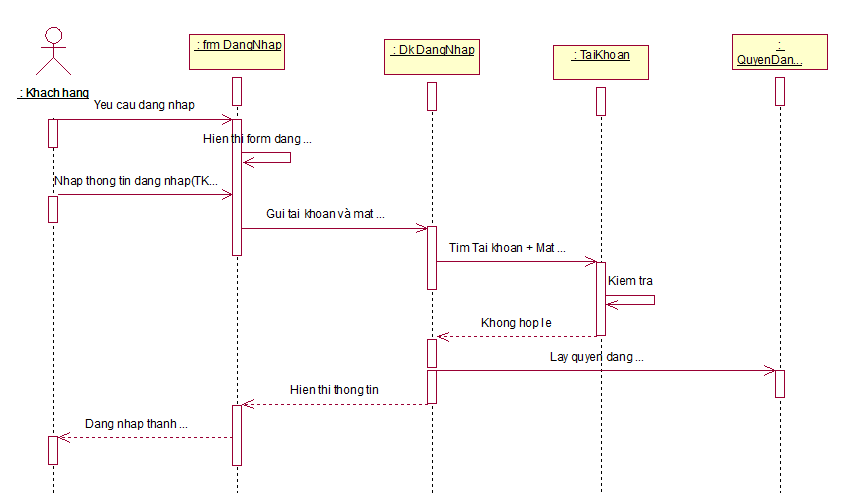 : frm DangNhap
: Dk DangNhap
: TaiKhoan
:
QuyenDan...
: Khach hang
Yeu cau dang nhap
Hien thi form dang ...
Nhap thong tin dang nhap(TK...
Gui tai khoan và mat ...
Tim Tai khoan + Mat ...
Kiem tra
Khong hop le
Lay quyen dang ...
Hien thi thong tin
Dang nhap thanh ...